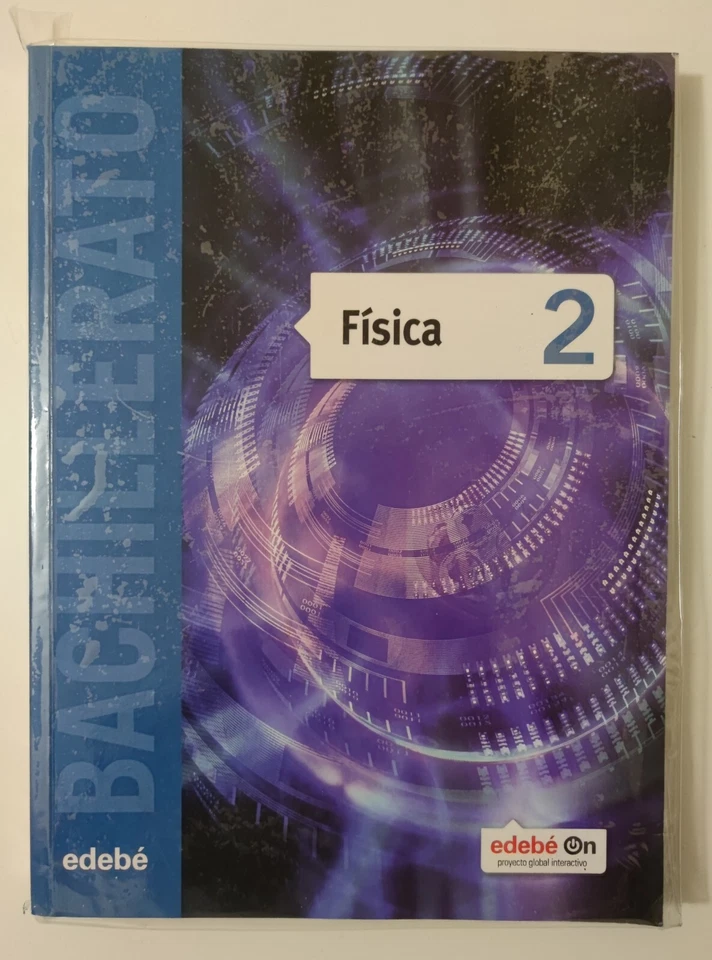 BACHILLERATO
Física 2
edebé
edebé On
proyecto global interactivo